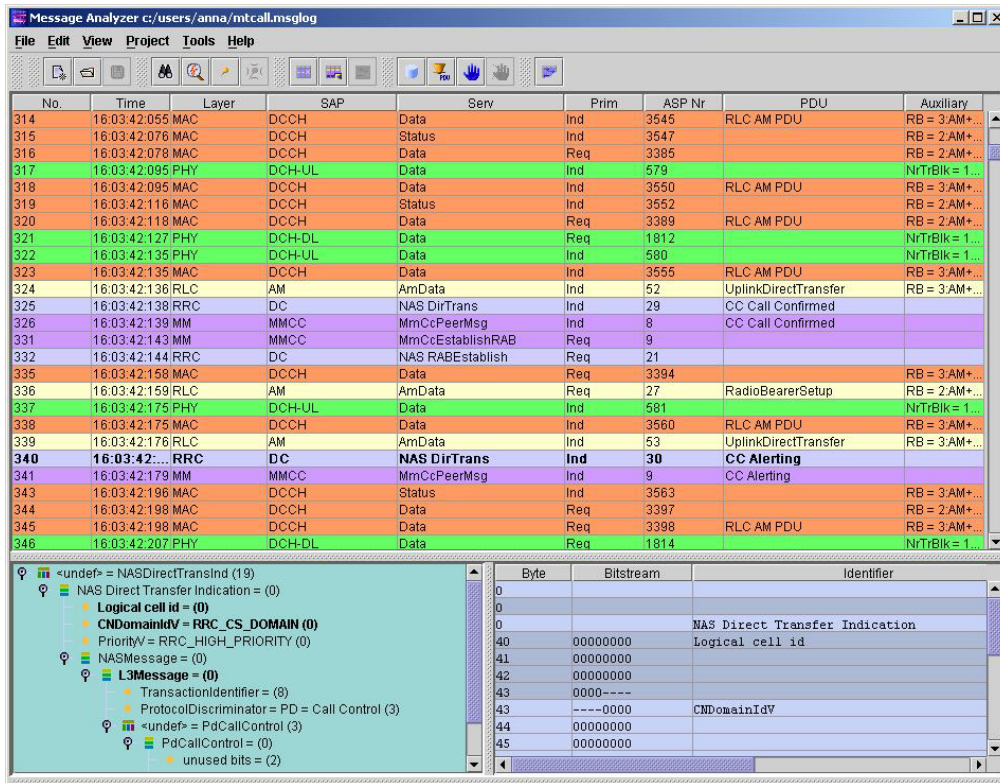 Message Analyzer c:/users/anna/mtcall.msglog
File Edit View Project Tools Help
No. Time Layer SAP Serv Prim ASP Nr PDU Auxiliary
314 16:03:42:055 MAC DCCH Data Ind 3545 RLC AM PDU RB = 3:AM+...
315 16:03:42:076 MAC DCCH Status Ind 3547 RB = 2:AM+...
316 16:03:42:078 MAC DCCH Data Req 3385 RB = 2:AM+...
317 16:03:42:095 PHY DCH-UL Data Ind 579 NrTrBlk = 1...
318 16:03:42:095 MAC DCCH Data Ind 3550 RLC AM PDU RB = 3:AM+...
319 16:03:42:116 MAC DCCH Status Ind 3552 RB = 2:AM+...
320 16:03:42:118 MAC DCCH Data Req 3389 RLC AM PDU RB = 2:AM+...
321 16:03:42:127 PHY DCH-DL Data Req 1812 NrTrBlk = 1...
322 16:03:42:135 PHY DCH-UL Data Ind 580 NrTrBlk = 1...
323 16:03:42:135 MAC DCCH Data Ind 3555 RLC AM PDU RB = 3:AM+...
324 16:03:42:136 RLC AM AmData Ind 52 UplinkDirectTransfer RB = 3:AM+...
325 16:03:42:138 RRC DC NAS DirTrans Ind 29 CC Call Confirmed
326 16:03:42:139 MM MMCC MmCcPeerMsg Ind 8 CC Call Confirmed
331 16:03:42:143 MM MMCC MmCcEstablishRAB Req 9
332 16:03:42:144 RRC DC NAS RABEstablish Req 21
335 16:03:42:158 MAC DCCH Data Req 3394 RB = 3:AM+...
336 16:03:42:159 RLC AM AmData Req 27 RadioBearerSetup RB = 2:AM+...
337 16:03:42:175 PHY DCH-UL Data Ind 581 NrTrBlk = 1...
338 16:03:42:175 MAC DCCH Data Ind 3560 RLC AM PDU RB = 3:AM+...
339 16:03:42:176 RLC AM AmData Ind 53 UplinkDirectTransfer RB = 3:AM+...
340 16:03:42:... RRC DC NAS DirTrans Ind 30 CC Alerting
341 16:03:42:179 MM MMCC MmCcPeerMsg Ind 9 CC Alerting
343 16:03:42:196 MAC DCCH Status Ind 3563 RB = 3:AM+...
344 16:03:42:198 MAC DCCH Data Req 3397 RB = 2:AM+...
345 16:03:42:198 MAC DCCH Data Req 3398 RLC AM PDU RB = 3:AM+...
346 16:03:42:207 PHY DCH-DL Data Req 1814 NrTrBlk = 1...
<undef> = NASDirectTransInd (19)
NAS Direct Transfer Indication = (0)
Logical cell id = (0)
CNDomainIdV = RRC_CS_DOMAIN (0)
PriorityV = RRC_HIGH_PRIORITY (0)
NASMessage = (0)
L3Message = (0)
TransactionIdentifier = (8)
ProtocolDiscriminator = PD = Call Control (3)
<undef> = PdCallControl (3)
PdCallControl = (0)
unused bits = (2)
Byte Bitstream Identifier
0
0
0 NAS Direct Transfer Indication
40 00000000 Logical cell id
41 00000000
42 00000000
43 0000----
43 ----0000 CNDomainIdV
44 00000000
45 00000000